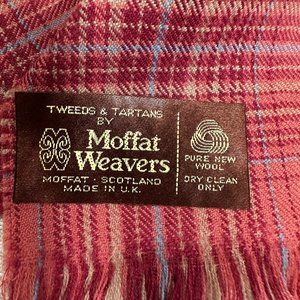 TWEEDS & TARTANS
BY
Moffat
Weavers
MOFFAT · SCOTLAND
MADE IN U.K.
PURE NEW
WOOL
DRY CLEAN
ONLY